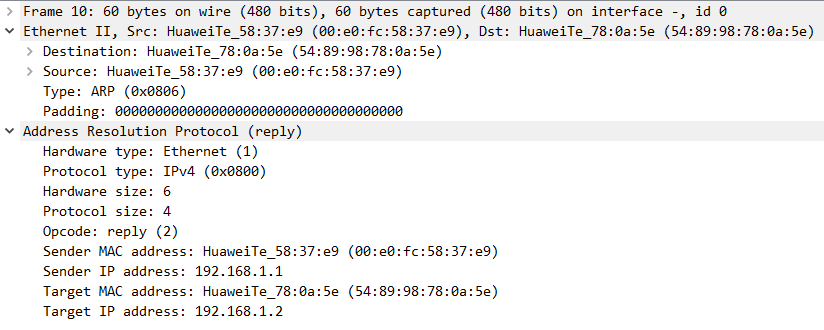 Frame 10: 60 bytes on wire (480 bits), 60 bytes captured (480 bits) on interface -, id 0
Ethernet II, Src: HuaweiTe_58:37:e9 (00:e0:fc:58:37:e9), Dst: HuaweiTe_78:0a:5e (54:89:98:78:0a:5e)
Destination: HuaweiTe_78:0a:5e (54:89:98:78:0a:5e)
Source: HuaweiTe_58:37:e9 (00:e0:fc:58:37:e9)
Type: ARP (0x0806)
Padding: 000000000000000000000000000000000000
Address Resolution Protocol (reply)
Hardware type: Ethernet (1)
Protocol type: IPv4 (0x0800)
Hardware size: 6
Protocol size: 4
Opcode: reply (2)
Sender MAC address: HuaweiTe_58:37:e9 (00:e0:fc:58:37:e9)
Sender IP address: 192.168.1.1
Target MAC address: HuaweiTe_78:0a:5e (54:89:98:78:0a:5e)
Target IP address: 192.168.1.2